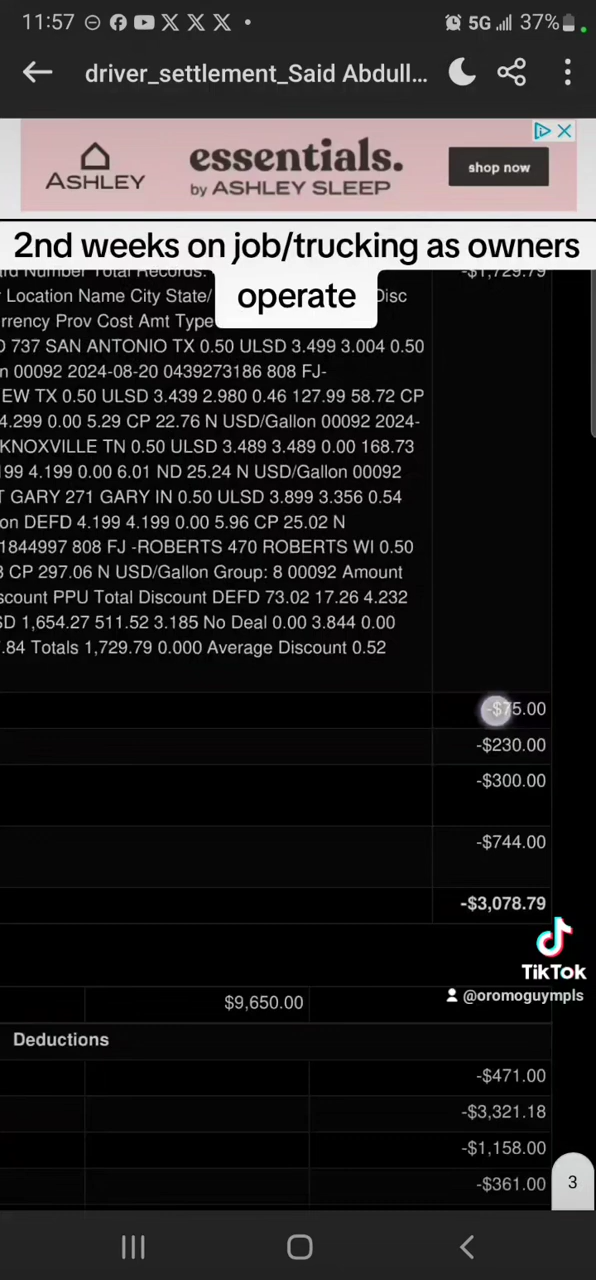 11:57
5G 37%
driver_settlement_Said Abdull...
ASHLEY
essentials.
by ASHLEY SLEEP
shop now
2nd weeks on job/trucking as owners
operate
Number Total Records: -$1,729.79
Location Name City State/ Disc
rrency Prov Cost Amt Type
D 737 SAN ANTONIO TX 0.50 ULSD 3.499 3.004 0.50
n 00092 2024-08-20 0439273186 808 FJ-
EW TX 0.50 ULSD 3.439 2.980 0.46 127.99 58.72 CP
4.299 0.00 5.29 CP 22.76 N USD/Gallon 00092 2024-
KNOXVILLE TN 0.50 ULSD 3.489 3.489 0.00 168.73
199 4.199 0.00 6.01 ND 25.24 N USD/Gallon 00092
T GARY 271 GARY IN 0.50 ULSD 3.899 3.356 0.54
on DEFD 4.199 4.199 0.00 5.96 CP 25.02 N
1844997 808 FJ -ROBERTS 470 ROBERTS WI 0.50
3 CP 297.06 N USD/Gallon Group: 8 00092 Amount
scount PPU Total Discount DEFD 73.02 17.26 4.232
SD 1,654.27 511.52 3.185 No Deal 0.00 3.844 0.00
7.84 Totals 1,729.79 0.000 Average Discount 0.52
-$75.00
-$230.00
-$300.00
-$744.00
-$3,078.79
TikTok
@oromoguympls
$9,650.00
Deductions
-$471.00
-$3,321.18
-$1,158.00
-$361.00
3